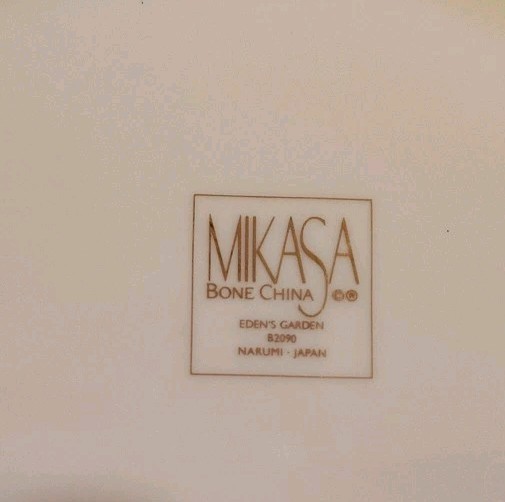 MIKASA
BONE CHINA ©®
EDEN'S GARDEN
B2090
NARUMI · JAPAN